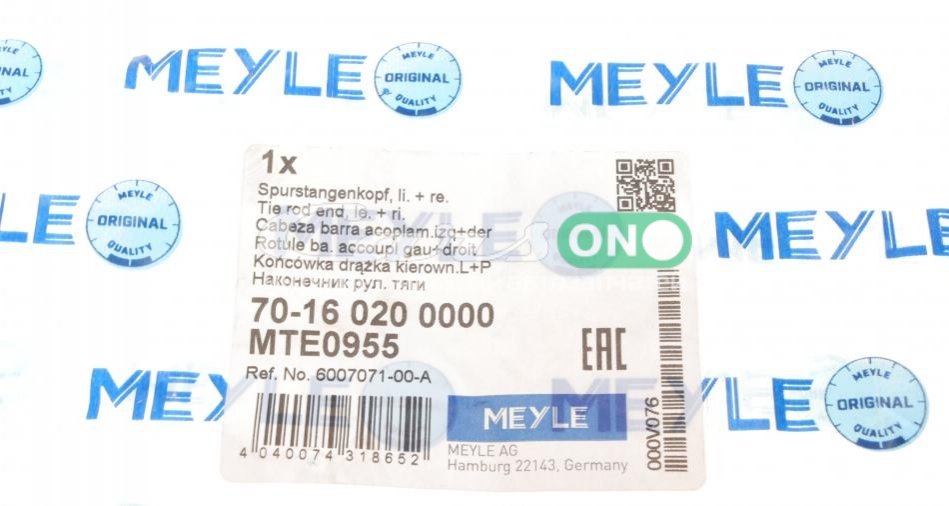 MEYLE
MEYLE ORIGINAL QUALITY
MEYLE
MEYLE ORIGINAL QUALITY
INAL
QUALITY
1x
Spurstangenkopf, li. + re.
Tie rod end, le. + ri.
Cabeza barra acoplam.izq+der
Rotule ba. accoupl gau+droit
Końcówka drążka kierown.L+P
Наконечник рул. тяги
ON
70-16 020 0000
MTE0955
Ref. No. 6007071-00-A
EAC
4 040074 318652
MEYLE
MEYLE AG
Hamburg 22143, Germany
000V076
MEYLE ORIGINAL QUALITY
MEYLE
MEYLE
MEYLE
MEYLE
MEYLE ORIGINAL QUALITY